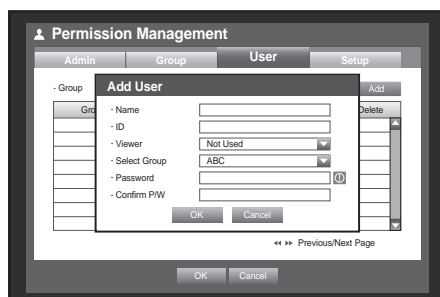 Permission Management
Admin Group User Setup
· Group Add
Add User
Gro Delete
· Name
· ID
· Viewer Not Used
· Select Group ABC
· Password
· Confirm P/W
OK Cancel
Previous/Next Page
OK Cancel